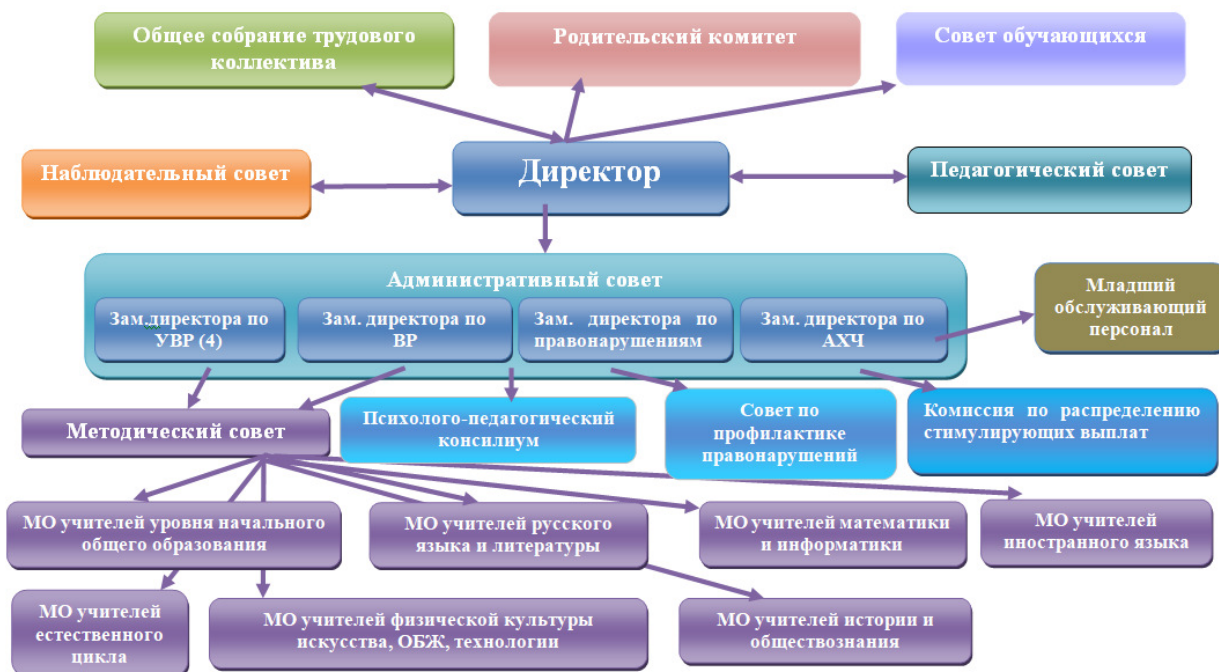 Общее собрание трудового
коллектива
Родительский комитет
Совет обучающихся
Наблюдательный совет
Директор
Педагогический совет
Административный совет
Зам.директора по
УВР (4)
Зам. директора по
ВР
Зам. директора по
правонарушениям
Зам. директора по
АХЧ
Младший
обслуживающий
персонал
Методический совет
Психолого-педагогический
консилиум
Совет по
профилактике
правонарушений
Комиссия по распределению
стимулирующих выплат
МО учителей уровня начального
общего образования
МО учителей русского
языка и литературы
МО учителей математики
и информатики
МО учителей
иностранного языка
МО учителей
естественного
цикла
МО учителей физической культуры
искусства, ОБЖ, технологии
МО учителей истории и
обществознания